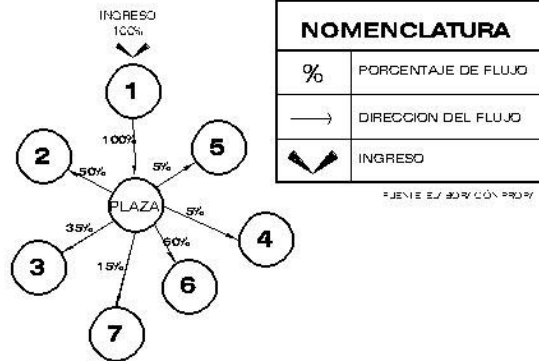 INGRESO
100%
1
100%
2
5
50%
5%
PLAZA
5%
35%
60%
4
3
15%
6
7
NOMENCLATURA
% PORCENTAJE DE FLUJO
DIRECCION DEL FLUJO
INGRESO